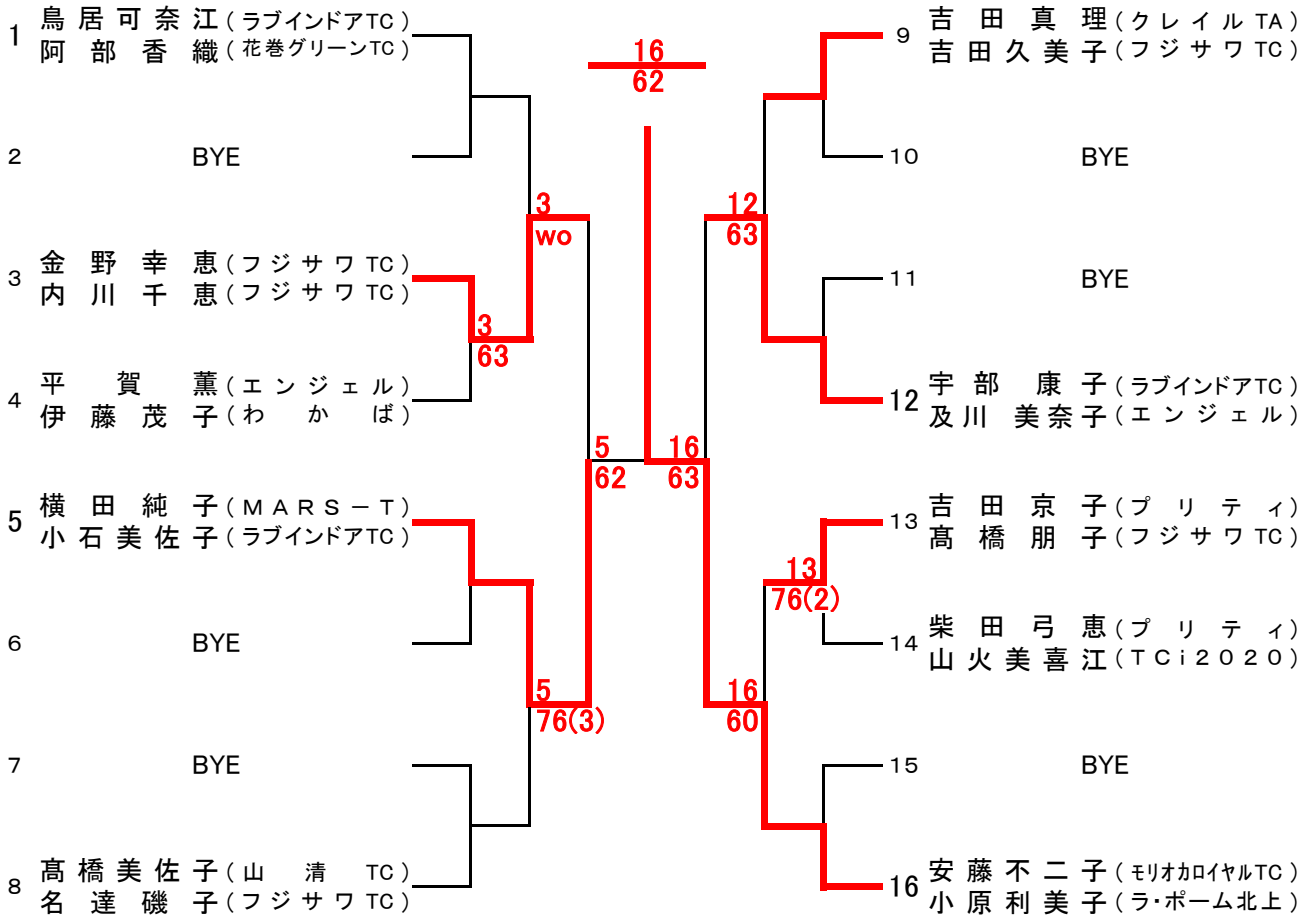 1 鳥居可奈江(ラブインドアTC)
阿部香織(花巻グリーンTC)
2 BYE
3
wo
3 金野幸恵(フジサワTC)
内川千恵(フジサワTC)
3
63
4 平賀薫(エンジェル)
伊藤茂子(わかば)
5
62
5 横田純子(MARS－T)
小石美佐子(ラブインドアTC)
6 BYE
5
76(3)
7 BYE
8 髙橋美佐子(山清TC)
名達磯子(フジサワTC)
16
62
9 吉田真理(クレイルTA)
吉田久美子(フジサワTC)
10 BYE
12
63
11 BYE
12 宇部康子(ラブインドアTC)
及川美奈子(エンジェル)
16
63
13 吉田京子(プリティ)
髙橋朋子(フジサワTC)
13
76(2)
14 柴田弓恵(プリティ)
山火美喜江(TCi2020)
16
60
15 BYE
16 安藤不二子(モリオカロイヤルTC)
小原利美子(ラ・ポーム北上)